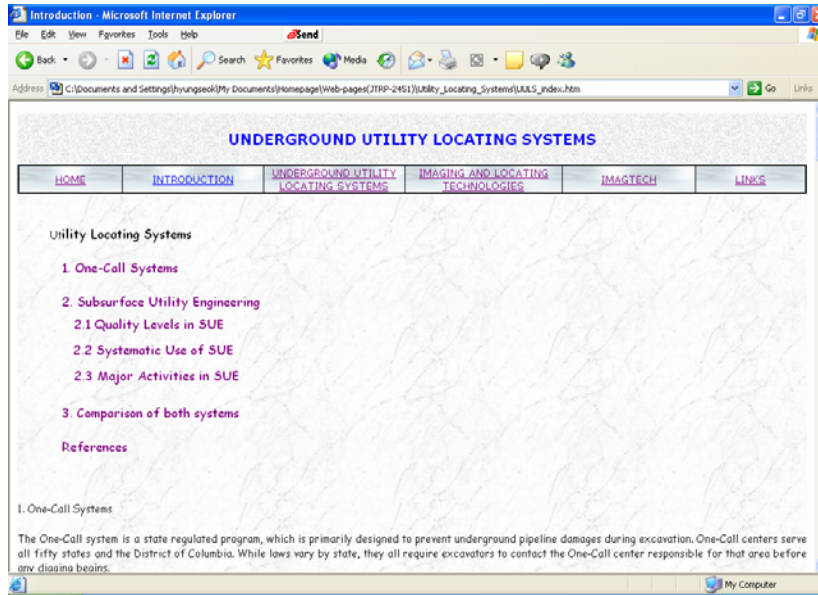 Introduction - Microsoft Internet Explorer
File Edit View Favorites Tools Help Send
Back Search Favorites Media
Address C:\Documents and Settings\hyungseok\My Documents\Homepage\Web-pages(JTRP-2451)\Utility_Locating_Systems\UULS_index.htm Go Links
UNDERGROUND UTILITY LOCATING SYSTEMS
HOME INTRODUCTION UNDERGROUND UTILITY LOCATING SYSTEMS IMAGING AND LOCATING TECHNOLOGIES IMAGTECH LINKS
Utility Locating Systems
1. One-Call Systems
2. Subsurface Utility Engineering
2.1 Quality Levels in SUE
2.2 Systematic Use of SUE
2.3 Major Activities in SUE
3. Comparison of both systems
References
1. One-Call Systems
The One-Call system is a state regulated program, which is primarily designed to prevent underground pipeline damages during excavation. One-Call centers serve
all fifty states and the District of Columbia. While laws vary by state, they all require excavators to contact the One-Call center responsible for that area before
any digging begins.
My Computer